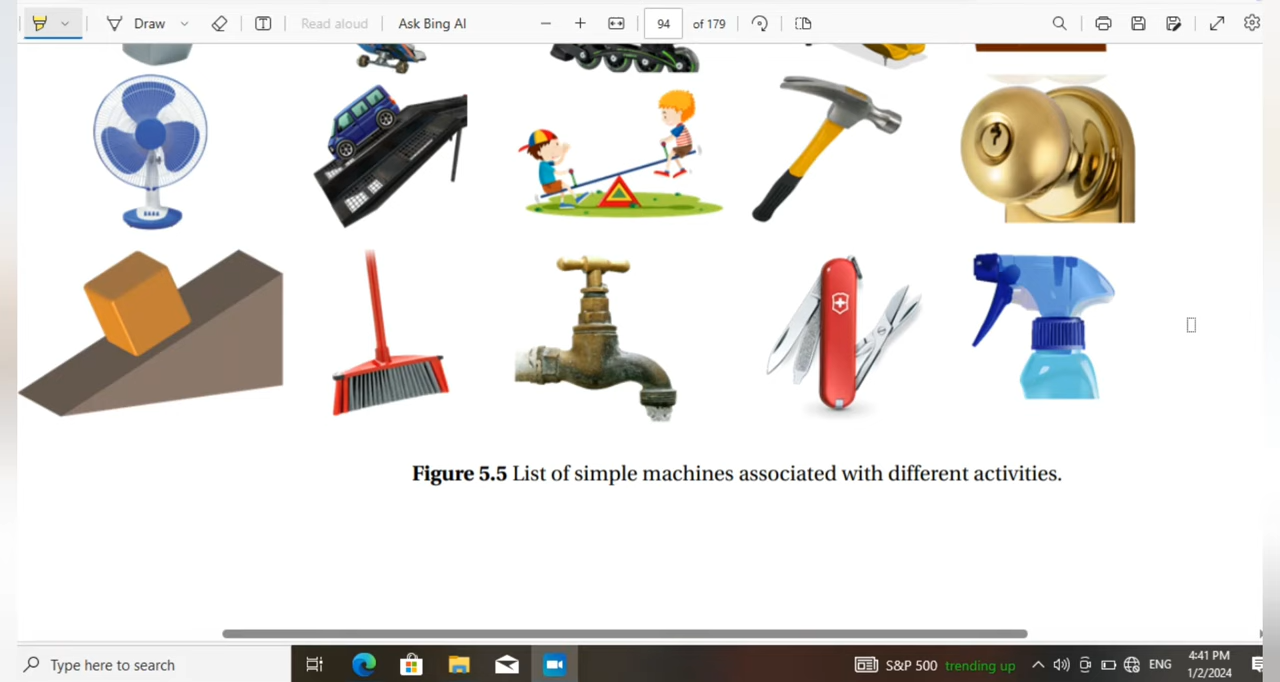 Draw
Read aloud
Ask Bing AI
94
of 179
Figure 5.5 List of simple machines associated with different activities.
Type here to search
S&P 500 trending up
ENG
4:41 PM
1/2/2024